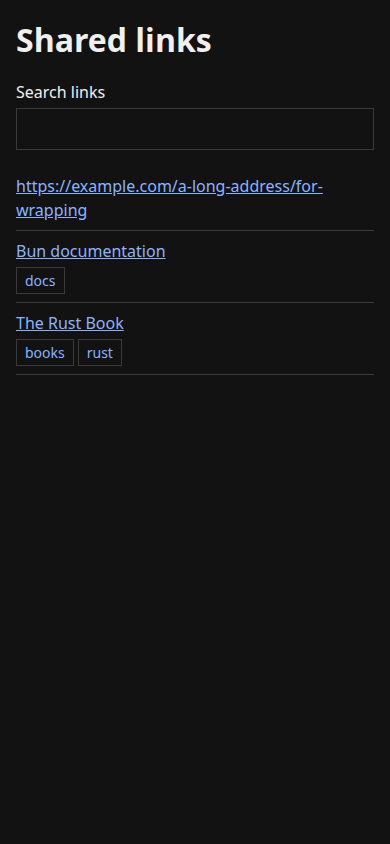 Shared links
Search links
https://example.com/a-long-address/for-
wrapping
Bun documentation
docs
The Rust Book
books rust